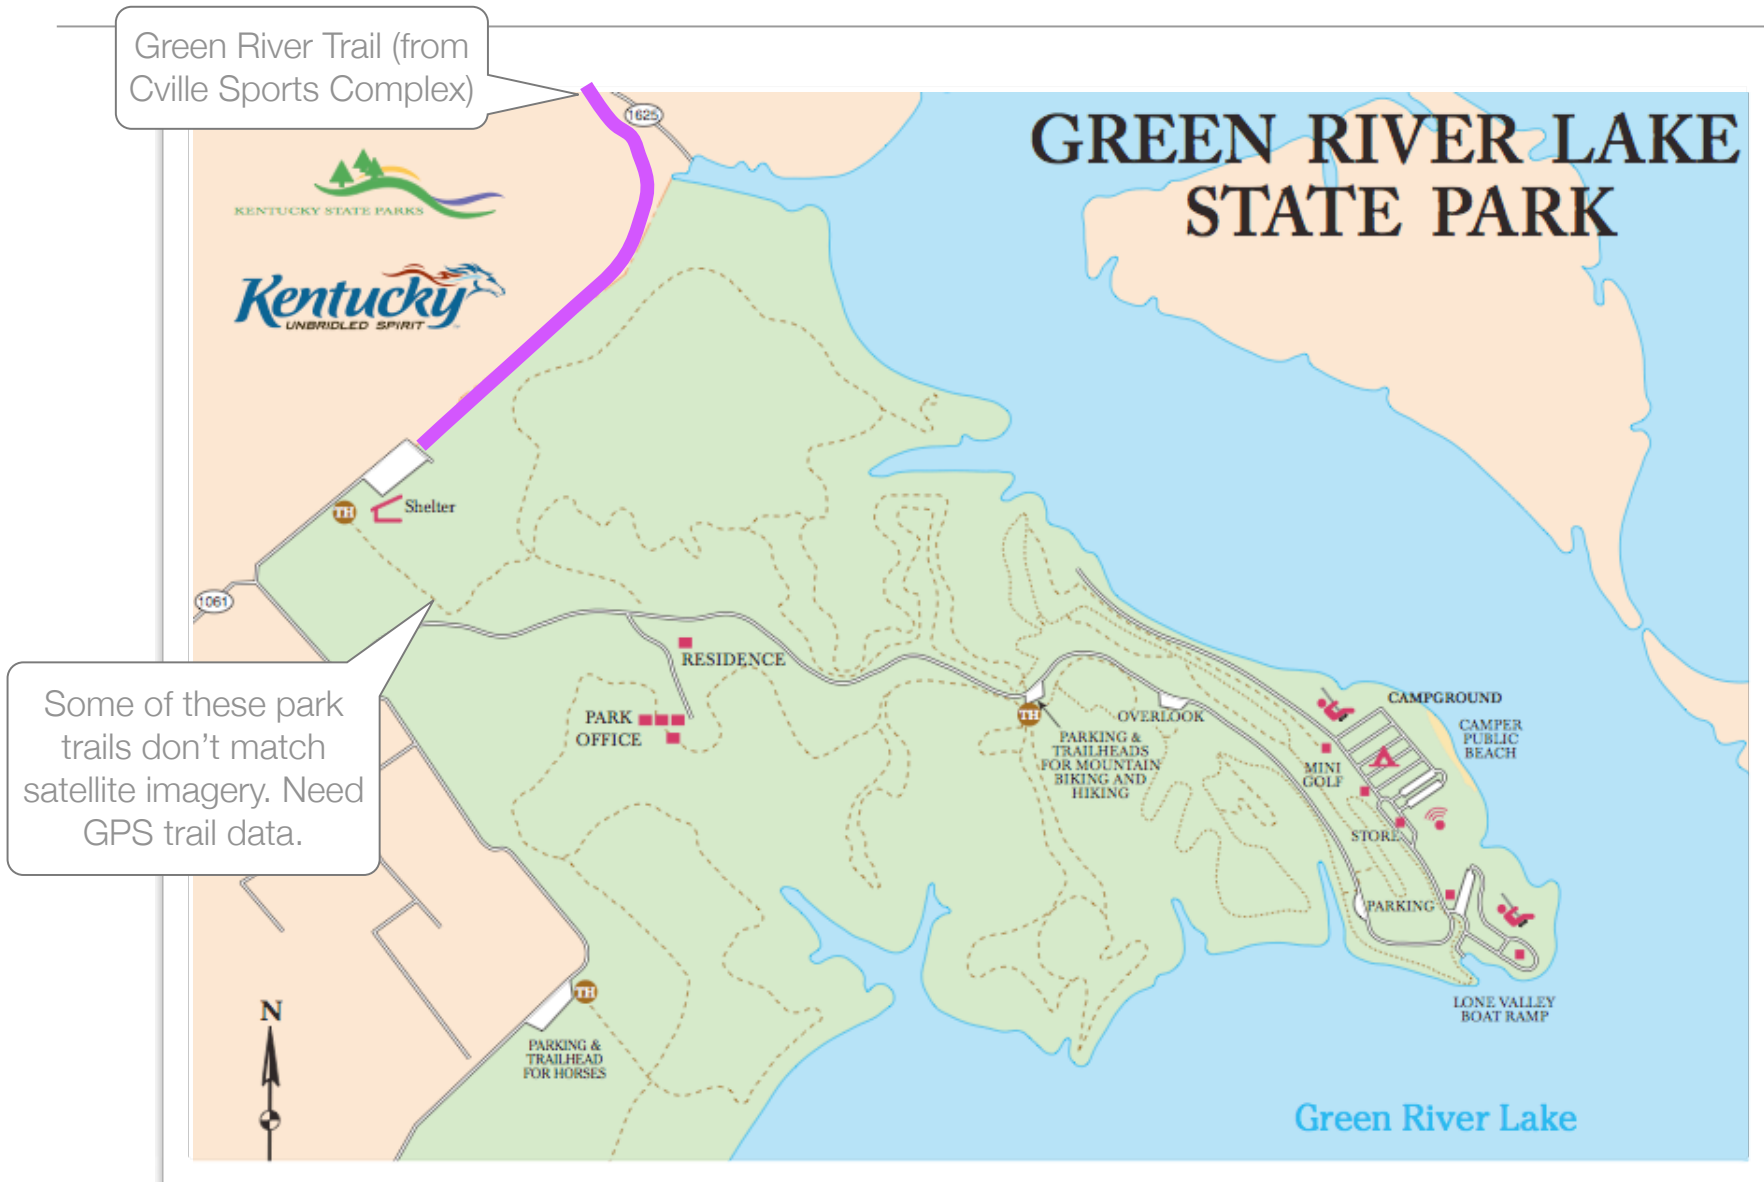 Green River Trail (from
Cville Sports Complex)
1625
GREEN RIVER LAKE
STATE PARK
KENTUCKY STATE PARKS
Kentucky
UNBRIDLED SPIRIT
TH
Shelter
1061
Some of these park
trails don’t match
satellite imagery. Need
GPS trail data.
RESIDENCE
PARK
OFFICE
TH
PARKING &
TRAILHEADS
FOR MOUNTAIN
BIKING AND
HIKING
OVERLOOK
CAMPGROUND
CAMPER
PUBLIC
BEACH
MINI
GOLF
STORE
PARKING
LONE VALLEY
BOAT RAMP
TH
PARKING &
TRAILHEAD
FOR HORSES
N
Green River Lake